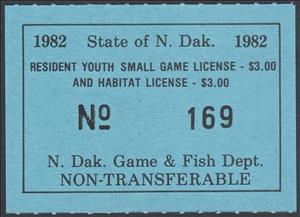 1982 State of N. Dak. 1982
RESIDENT YOUTH SMALL GAME LICENSE - $3.00
AND HABITAT LICENSE - $3.00
No 169
N. Dak. Game & Fish Dept.
NON-TRANSFERABLE